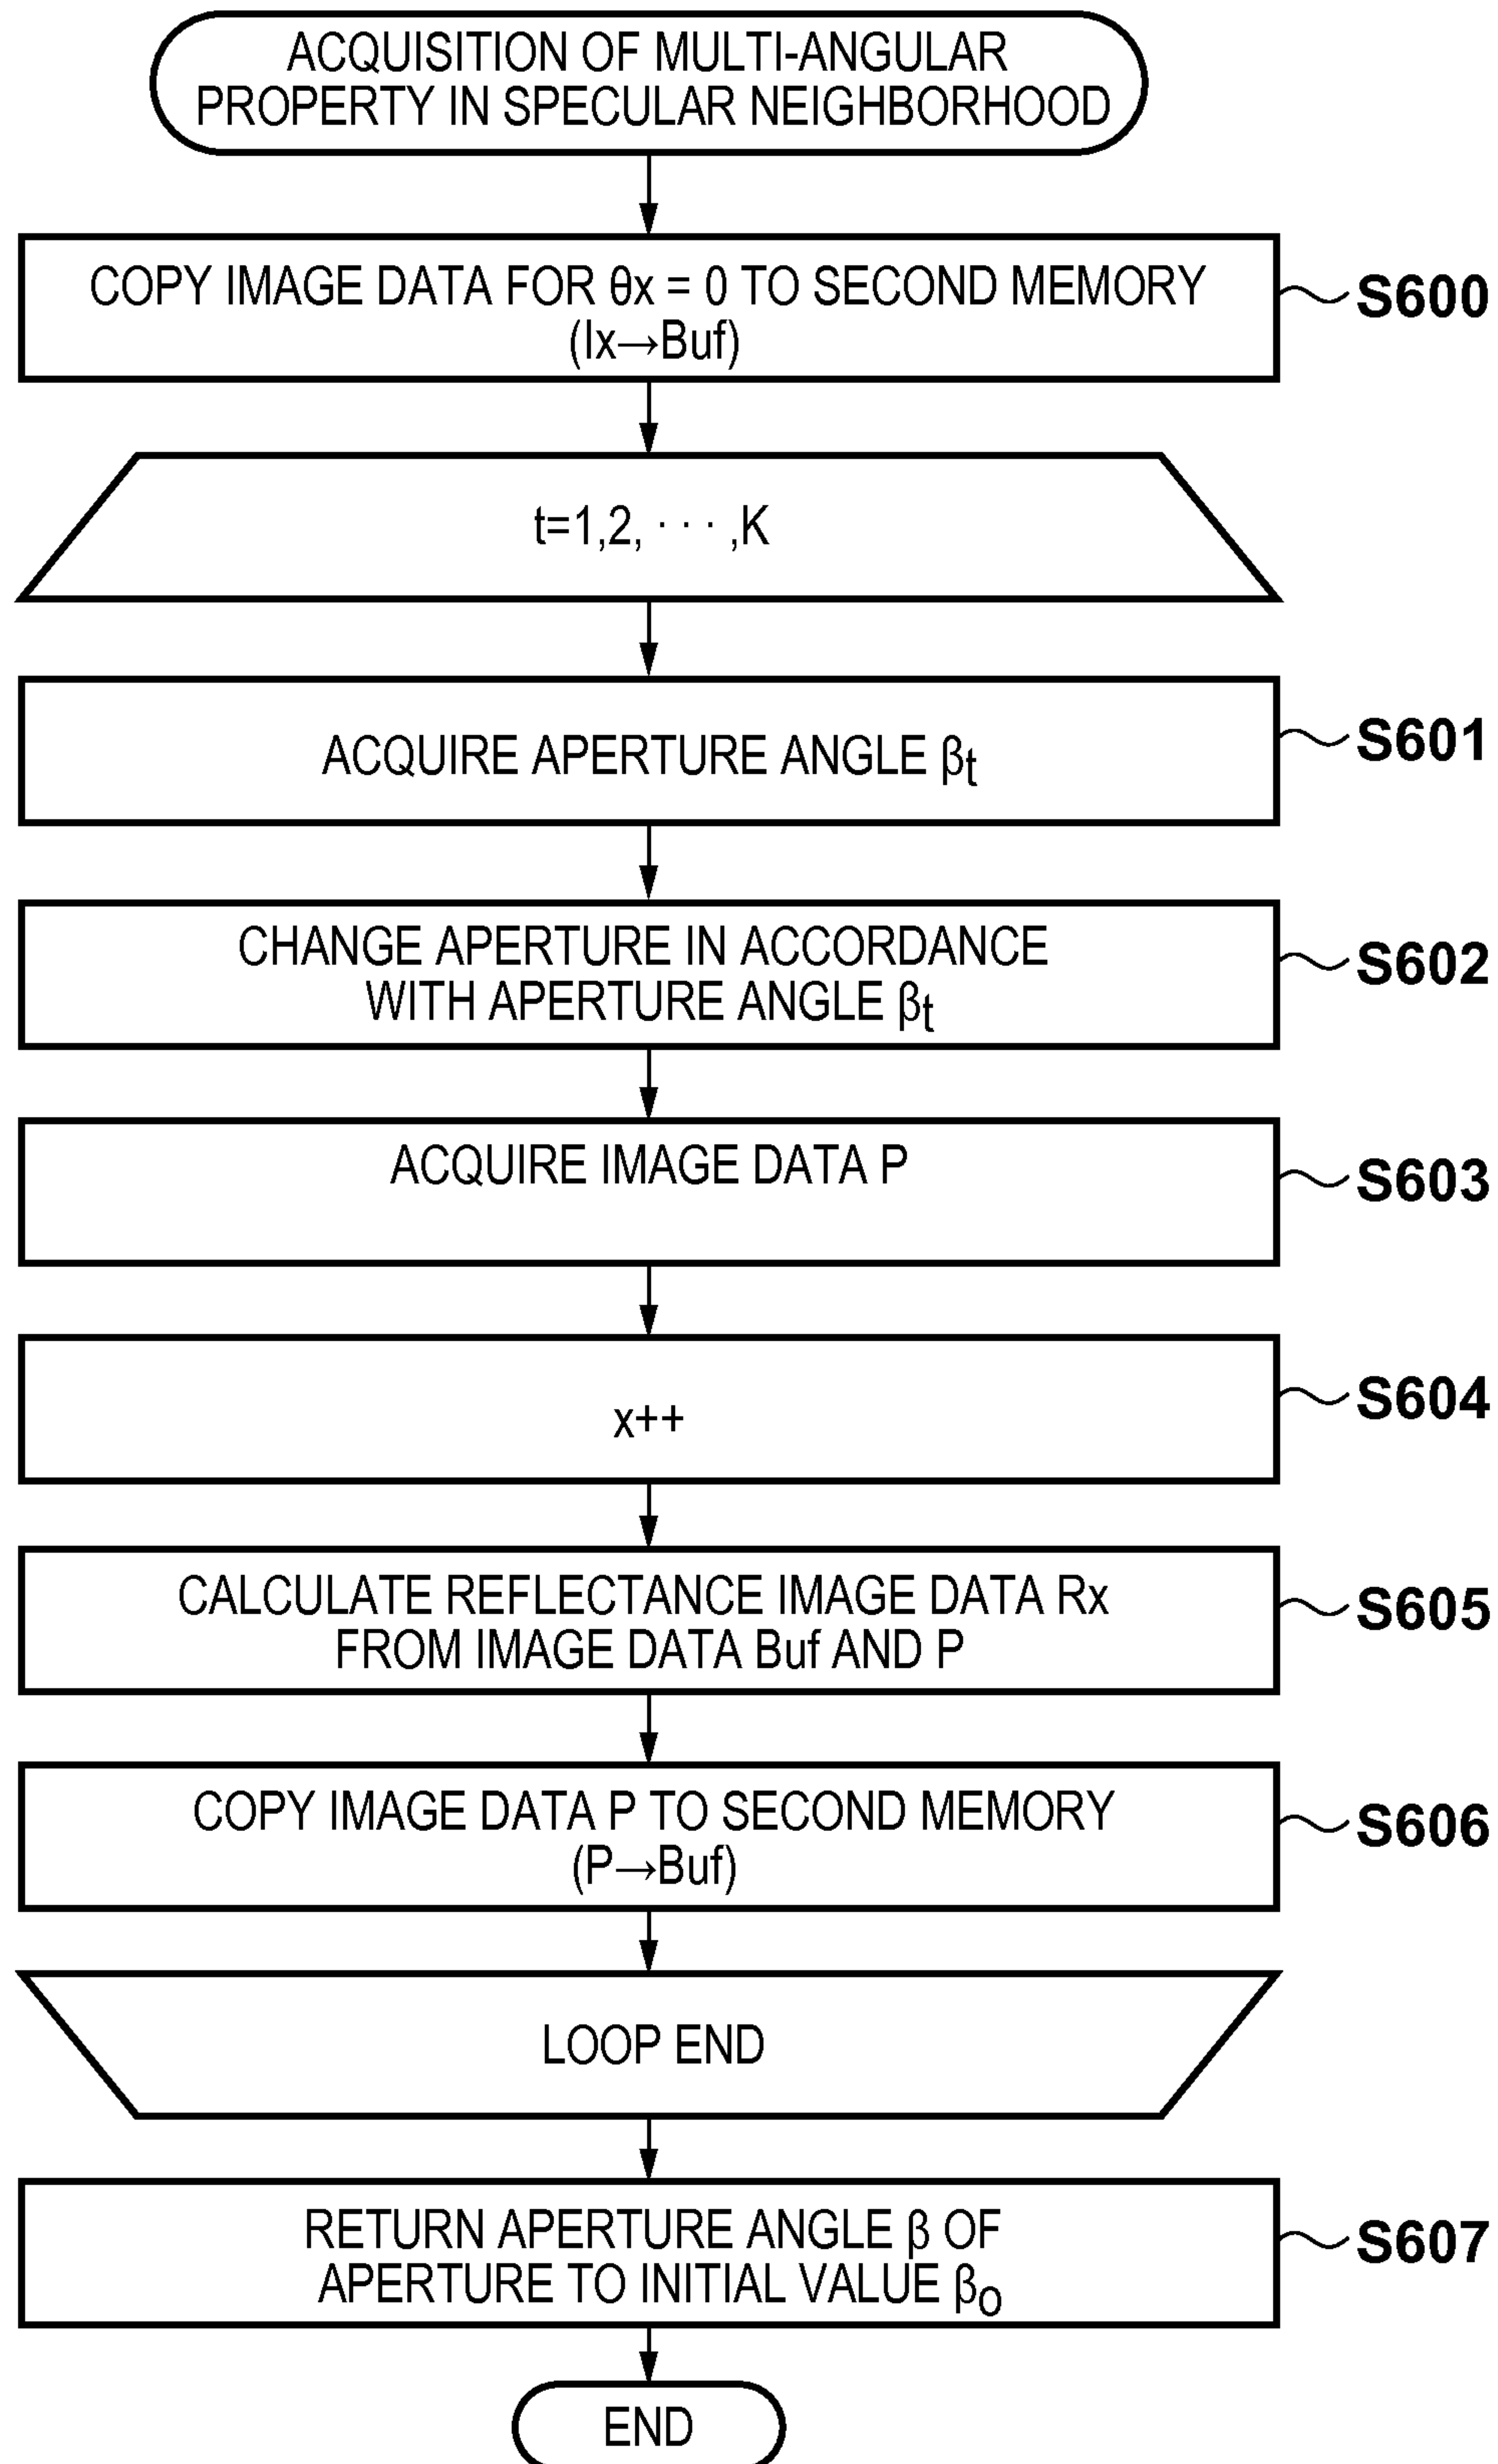 ACQUISITION OF MULTI-ANGULAR
PROPERTY IN SPECULAR NEIGHBORHOOD
COPY IMAGE DATA FOR θx = 0 TO SECOND MEMORY
(Ix→Buf)
S600
t=1,2, · · · ,K
ACQUIRE APERTURE ANGLE βt
S601
CHANGE APERTURE IN ACCORDANCE
WITH APERTURE ANGLE βt
S602
ACQUIRE IMAGE DATA P
S603
x++
S604
CALCULATE REFLECTANCE IMAGE DATA Rx
FROM IMAGE DATA Buf AND P
S605
COPY IMAGE DATA P TO SECOND MEMORY
(P→Buf)
S606
LOOP END
RETURN APERTURE ANGLE β OF
APERTURE TO INITIAL VALUE β0
S607
END